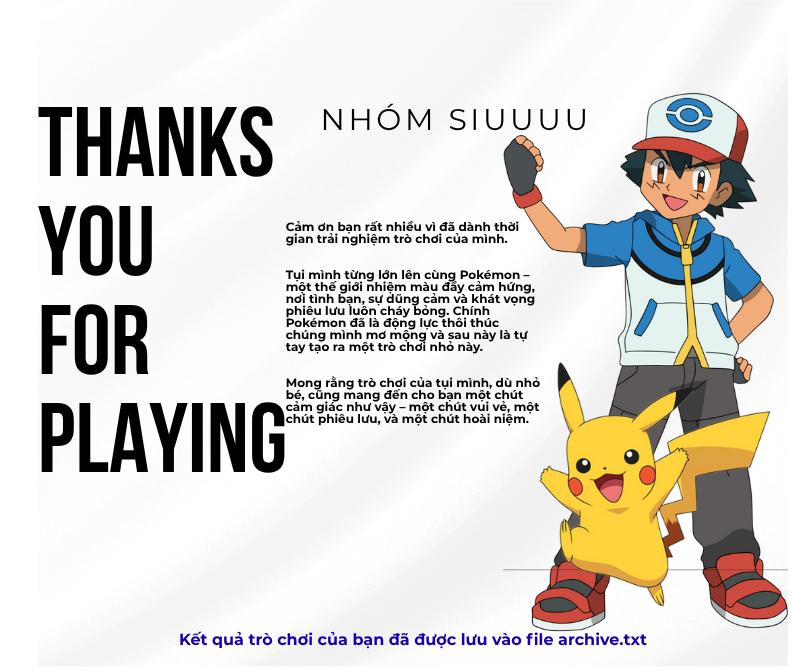 THANKS
YOU
FOR
PLAYING
NHÓM SIUUUU
Cảm ơn bạn rất nhiều vì đã dành thời
gian trải nghiệm trò chơi của mình.
Tụi mình từng lớn lên cùng Pokémon –
một thế giới nhiệm màu đầy cảm hứng,
nơi tình bạn, sự dũng cảm và khát vọng
phiêu lưu luôn cháy bỏng. Chính
Pokémon đã là động lực thôi thúc
chúng mình mơ mộng và sau này là tự
tay tạo ra một trò chơi nhỏ này.
Mong rằng trò chơi của tụi mình, dù nhỏ
bé, cũng mang đến cho bạn một chút
cảm giác như vậy – một chút vui vẻ, một
chút phiêu lưu, và một chút hoài niệm.
Kết quả trò chơi của bạn đã được lưu vào file archive.txt